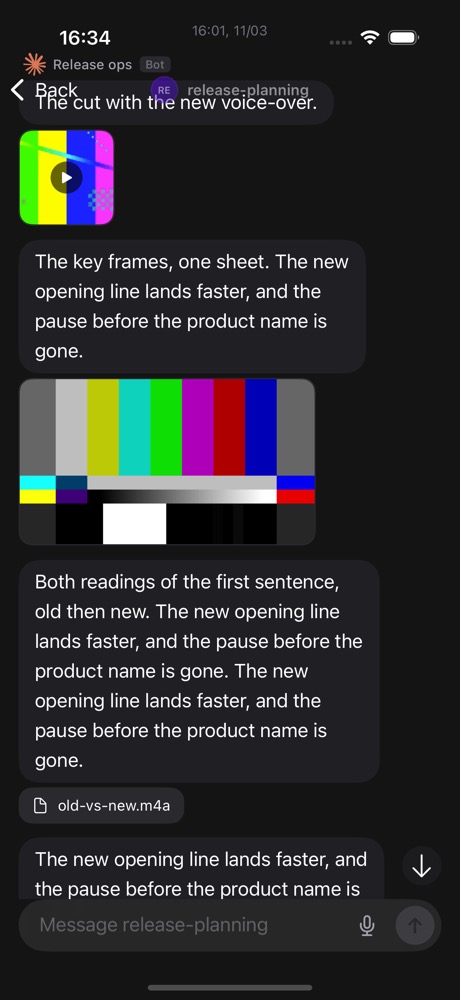 16:34
16:01, 11/03
Release ops Bot
Back
RE release-planning
The cut with the new voice-over.
The key frames, one sheet. The new
opening line lands faster, and the
pause before the product name is
gone.
Both readings of the first sentence,
old then new. The new opening line
lands faster, and the pause before the
product name is gone. The new
opening line lands faster, and the
pause before the product name is
gone.
old-vs-new.m4a
The new opening line lands faster, and
the pause before the product name is
Message release-planning